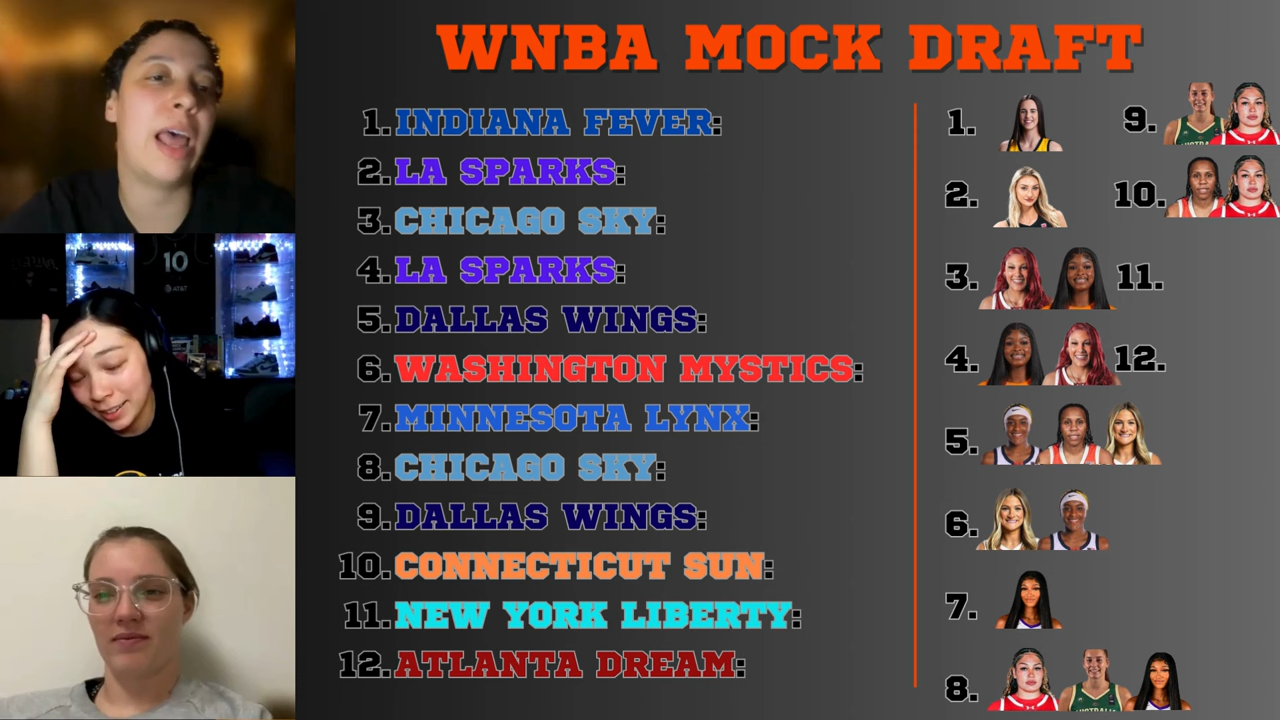 WNBA MOCK DRAFT
1. INDIANA FEVER:
2. LA SPARKS:
3. CHICAGO SKY:
4. LA SPARKS:
5. DALLAS WINGS:
6. WASHINGTON MYSTICS:
7. MINNESOTA LYNX:
8. CHICAGO SKY:
9. DALLAS WINGS:
10. CONNECTICUT SUN:
11. NEW YORK LIBERTY:
12. ATLANTA DREAM:
1.
2.
3.
4.
5.
6.
7.
8.
9.
10.
11.
12.
10
AT&T